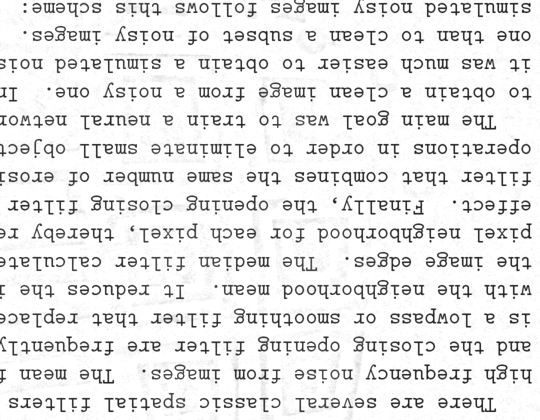 There are several classic spatial filters
high frequency noise from images. The mean f
and the closing opening filter are frequently
is a lowpass or smoothing filter that replace
with the neighborhood mean. It reduces the i
the image edges. The median filter calculate
pixel neighborhood for each pixel, thereby re
effect. Finally, the opening closing filter
filter that combines the same number of erosi
operations in order to eliminate small object
The main goal was to train a neural networ
to obtain a clean image from a noisy one. In
it was much easier to obtain a simulated nois
one than to clean a subset of noisy images.
simulated noisy images follows this scheme: